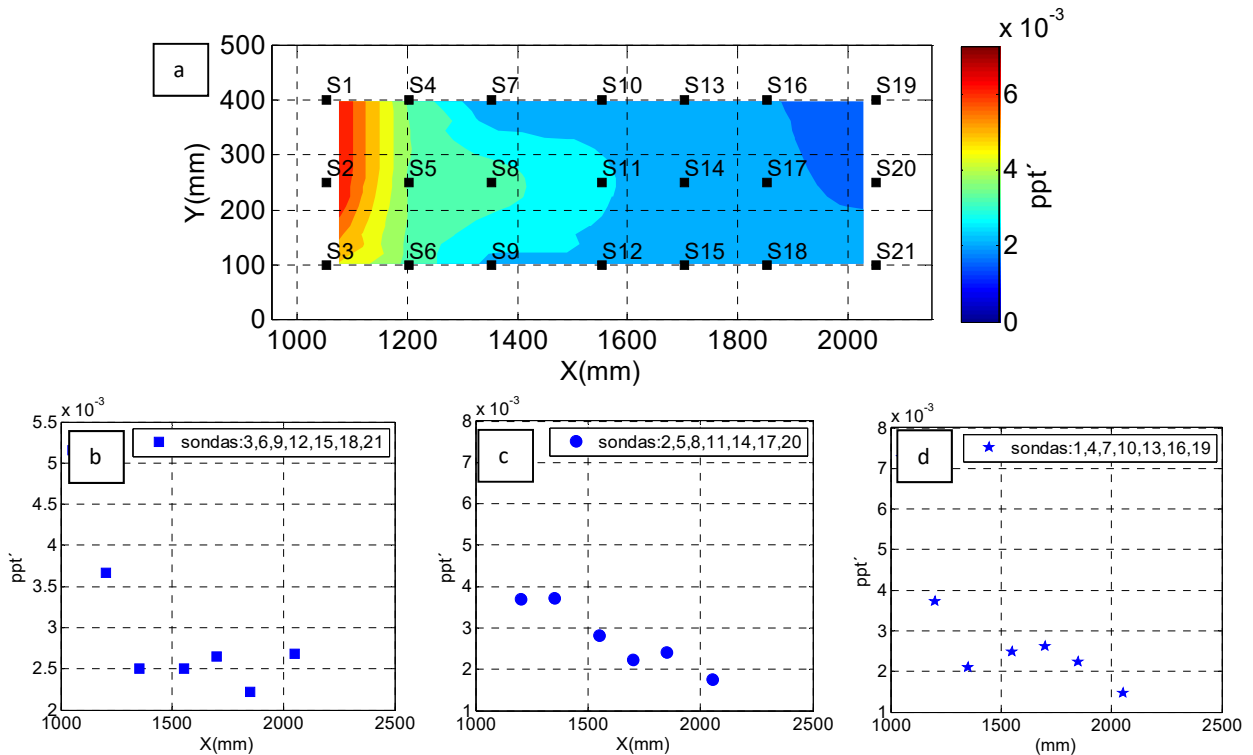 a
500
400
300
200
100
0
Y(mm)
S1 S4 S7 S10 S13 S16 S19
S2 S5 S8 S11 S14 S17 S20
S3 S6 S9 S12 S15 S18 S21
1000 1200 1400 1600 1800 2000
X(mm)
x 10⁻³
6
4
2
0
ppt´
x 10⁻³
b
sondas:3,6,9,12,15,18,21
5.5
5
4.5
4
3.5
3
2.5
2
ppt´
1000 1500 2000 2500
X(mm)
x 10⁻³
c
sondas:2,5,8,11,14,17,20
8
7
6
5
4
3
2
1
ppt´
1000 1500 2000 2500
X(mm)
x 10⁻³
d
sondas:1,4,7,10,13,16,19
8
7
6
5
4
3
2
1
ppt´
1000 1500 2000 2500
(mm)